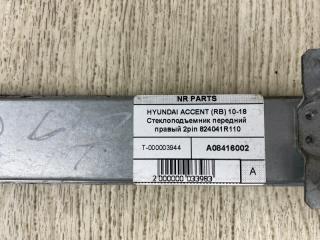 NR PARTS
HYUNDAI ACCENT (RB) 10-18
Стеклоподъемник передний
правый 2pin 824041R110
T-000003944 A08416002
2 000000 033983
A